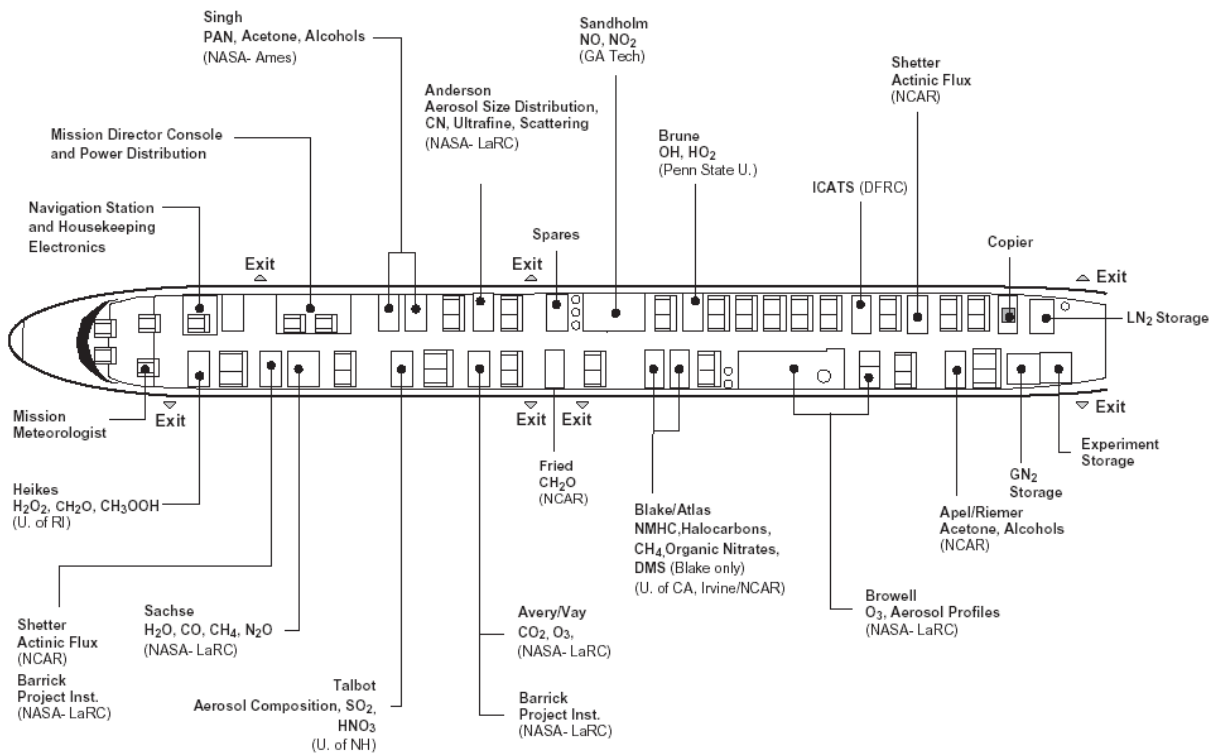 Singh
PAN, Acetone, Alcohols
(NASA- Ames)
Sandholm
NO, NO₂
(GA Tech)
Shetter
Actinic Flux
(NCAR)
Anderson
Aerosol Size Distribution,
CN, Ultrafine, Scattering
(NASA- LaRC)
Mission Director Console
and Power Distribution
Brune
OH, HO₂
(Penn State U.)
ICATS (DFRC)
Navigation Station
and Housekeeping
Electronics
Spares
Copier
Exit
Exit
Exit
LN₂ Storage
Mission
Meteorologist
Exit
Exit
Exit
Exit
Experiment
Storage
GN₂
Storage
Heikes
H₂O₂, CH₂O, CH₃OOH
(U. of RI)
Fried
CH₂O
(NCAR)
Blake/Atlas
NMHC,Halocarbons,
CH₄,Organic Nitrates,
DMS (Blake only)
(U. of CA, Irvine/NCAR)
Apel/Riemer
Acetone, Alcohols
(NCAR)
Browell
O₃, Aerosol Profiles
(NASA- LaRC)
Shetter
Actinic Flux
(NCAR)
Barrick
Project Inst.
(NASA- LaRC)
Sachse
H₂O, CO, CH₄, N₂O
(NASA- LaRC)
Talbot
Aerosol Composition, SO₂,
HNO₃
(U. of NH)
Avery/Vay
CO₂, O₃,
(NASA- LaRC)
Barrick
Project Inst.
(NASA- LaRC)